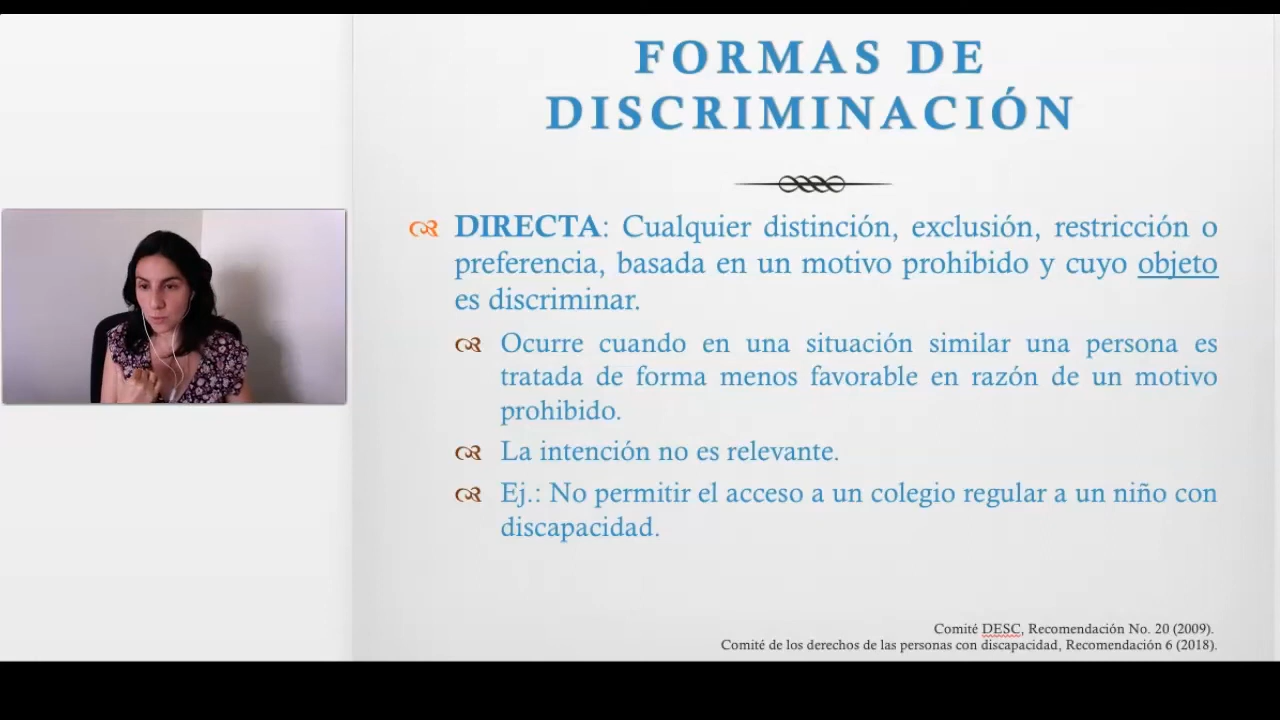 FORMAS DE
DISCRIMINACIÓN
DIRECTA: Cualquier distinción, exclusión, restricción o
preferencia, basada en un motivo prohibido y cuyo objeto
es discriminar.
Ocurre cuando en una situación similar una persona es
tratada de forma menos favorable en razón de un motivo
prohibido.
La intención no es relevante.
Ej.: No permitir el acceso a un colegio regular a un niño con
discapacidad.
Comité DESC, Recomendación No. 20 (2009).
Comité de los derechos de las personas con discapacidad, Recomendación 6 (2018).